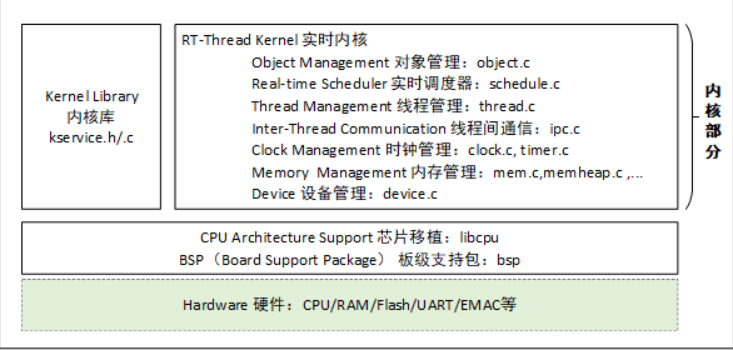 Kernel Library
内核库
kservice.h/.c
RT-Thread Kernel 实时内核
Object Management 对象管理：object.c
Real-time Scheduler 实时调度器：schedule.c
Thread Management 线程管理：thread.c
Inter-Thread Communication 线程间通信：ipc.c
Clock Management 时钟管理：clock.c, timer.c
Memory Management 内存管理：mem.c,memheap.c ,...
Device 设备管理：device.c
内核部分
CPU Architecture Support 芯片移植：libcpu
BSP（Board Support Package） 板级支持包：bsp
Hardware 硬件：CPU/RAM/Flash/UART/EMAC等